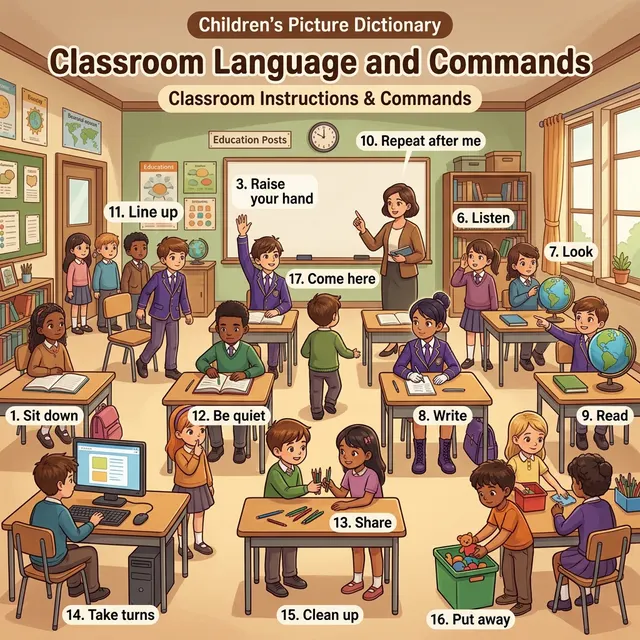 Children's Picture Dictionary
Classroom Language and Commands
Classroom Instructions & Commands
Education Posts
10. Repeat after me
Educations
3. Raise
your hand
11. Line up
6. Listen
7. Look
17. Come here
1. Sit down
12. Be quiet
8. Write
9. Read
13. Share
14. Take turns
15. Clean up
16. Put away